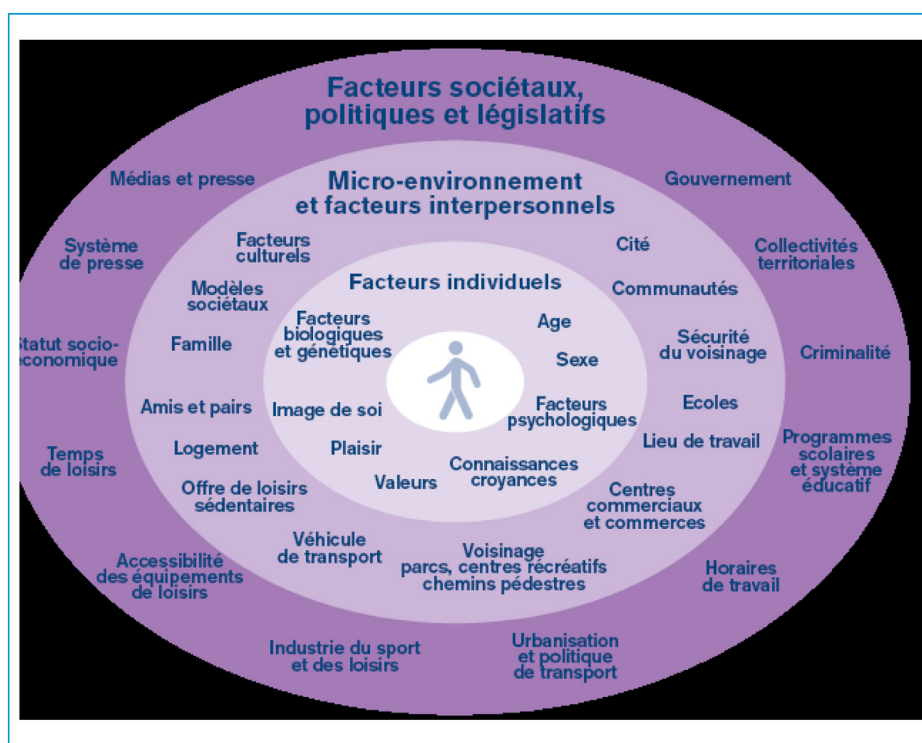 Facteurs sociétaux,
politiques et législatifs
Médias et presse
Gouvernement
Système
de presse
Collectivités
territoriales
Statut socio-
économique
Criminalité
Temps
de loisirs
Programmes
scolaires
et système
éducatif
Accessibilité
des équipements
de loisirs
Horaires
de travail
Industrie du sport
et des loisirs
Urbanisation
et politique
de transport
Micro-environnement
et facteurs interpersonnels
Facteurs
culturels
Cité
Modèles
sociétaux
Communautés
Famille
Sécurité
du voisinage
Amis et pairs
Ecoles
Logement
Lieu de travail
Offre de loisirs
sédentaires
Centres
commerciaux
et commerces
Véhicule
de transport
Voisinage
parcs, centres récréatifs
chemins pédestres
Facteurs individuels
Facteurs
biologiques
et génétiques
Age
Sexe
Image de soi
Facteurs
psychologiques
Plaisir
Valeurs
Connaissances
croyances